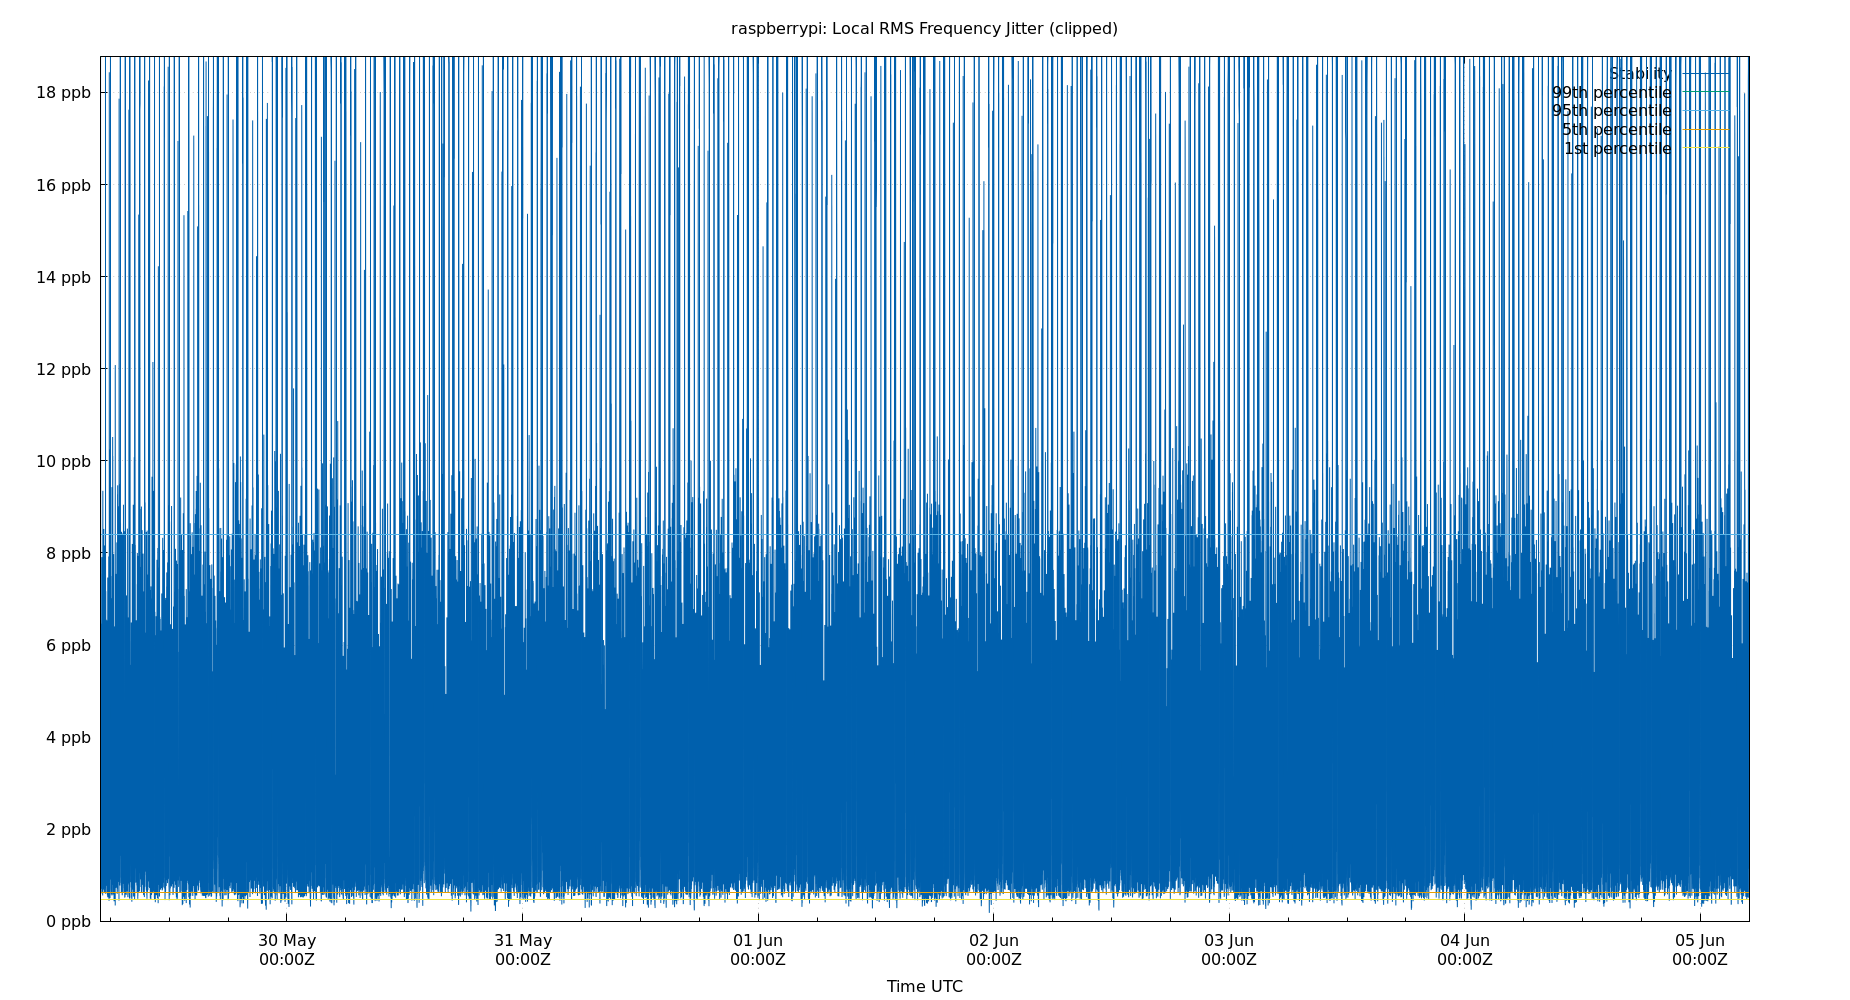 raspberrypi: Local RMS Frequency Jitter (clipped)
18 ppb
16 ppb
14 ppb
12 ppb
10 ppb
8 ppb
6 ppb
4 ppb
2 ppb
0 ppb
Stability
99th percentile
95th percentile
5th percentile
1st percentile
30 May 31 May 01 Jun 02 Jun 03 Jun 04 Jun 05 Jun
00:00Z 00:00Z 00:00Z 00:00Z 00:00Z 00:00Z 00:00Z
Time UTC